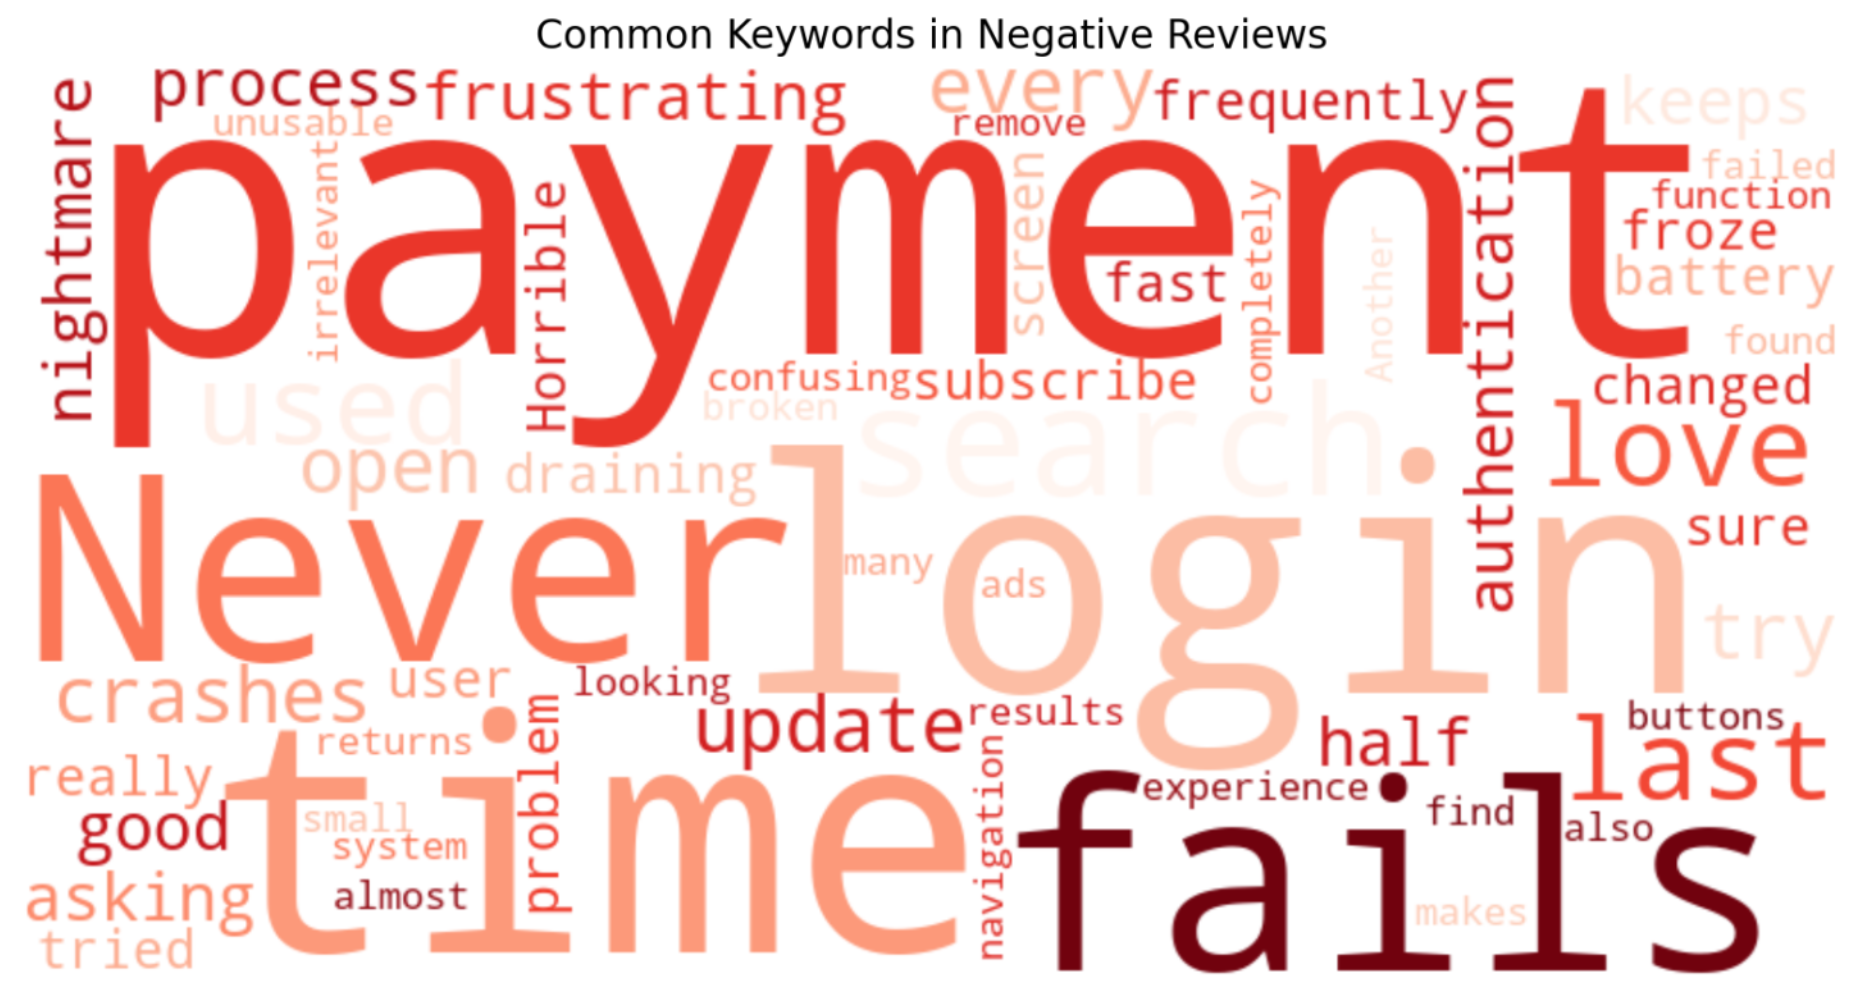 Common Keywords in Negative Reviews
process
frustrating
every
frequently
keeps
nightmare
unusable
remove
authentication
payment
irrelevant
Horrible
screen
fast
completely
Another
failed
function
froze
battery
found
used
confusing
subscribe
broken
search
changed
love
open
draining
Never
login
many
ads
sure
try
crashes
user
looking
problem
update
results
half
buttons
last
returns
really
time
navigation
experience
find
also
good
small
system
fails
asking
almost
makes
tried